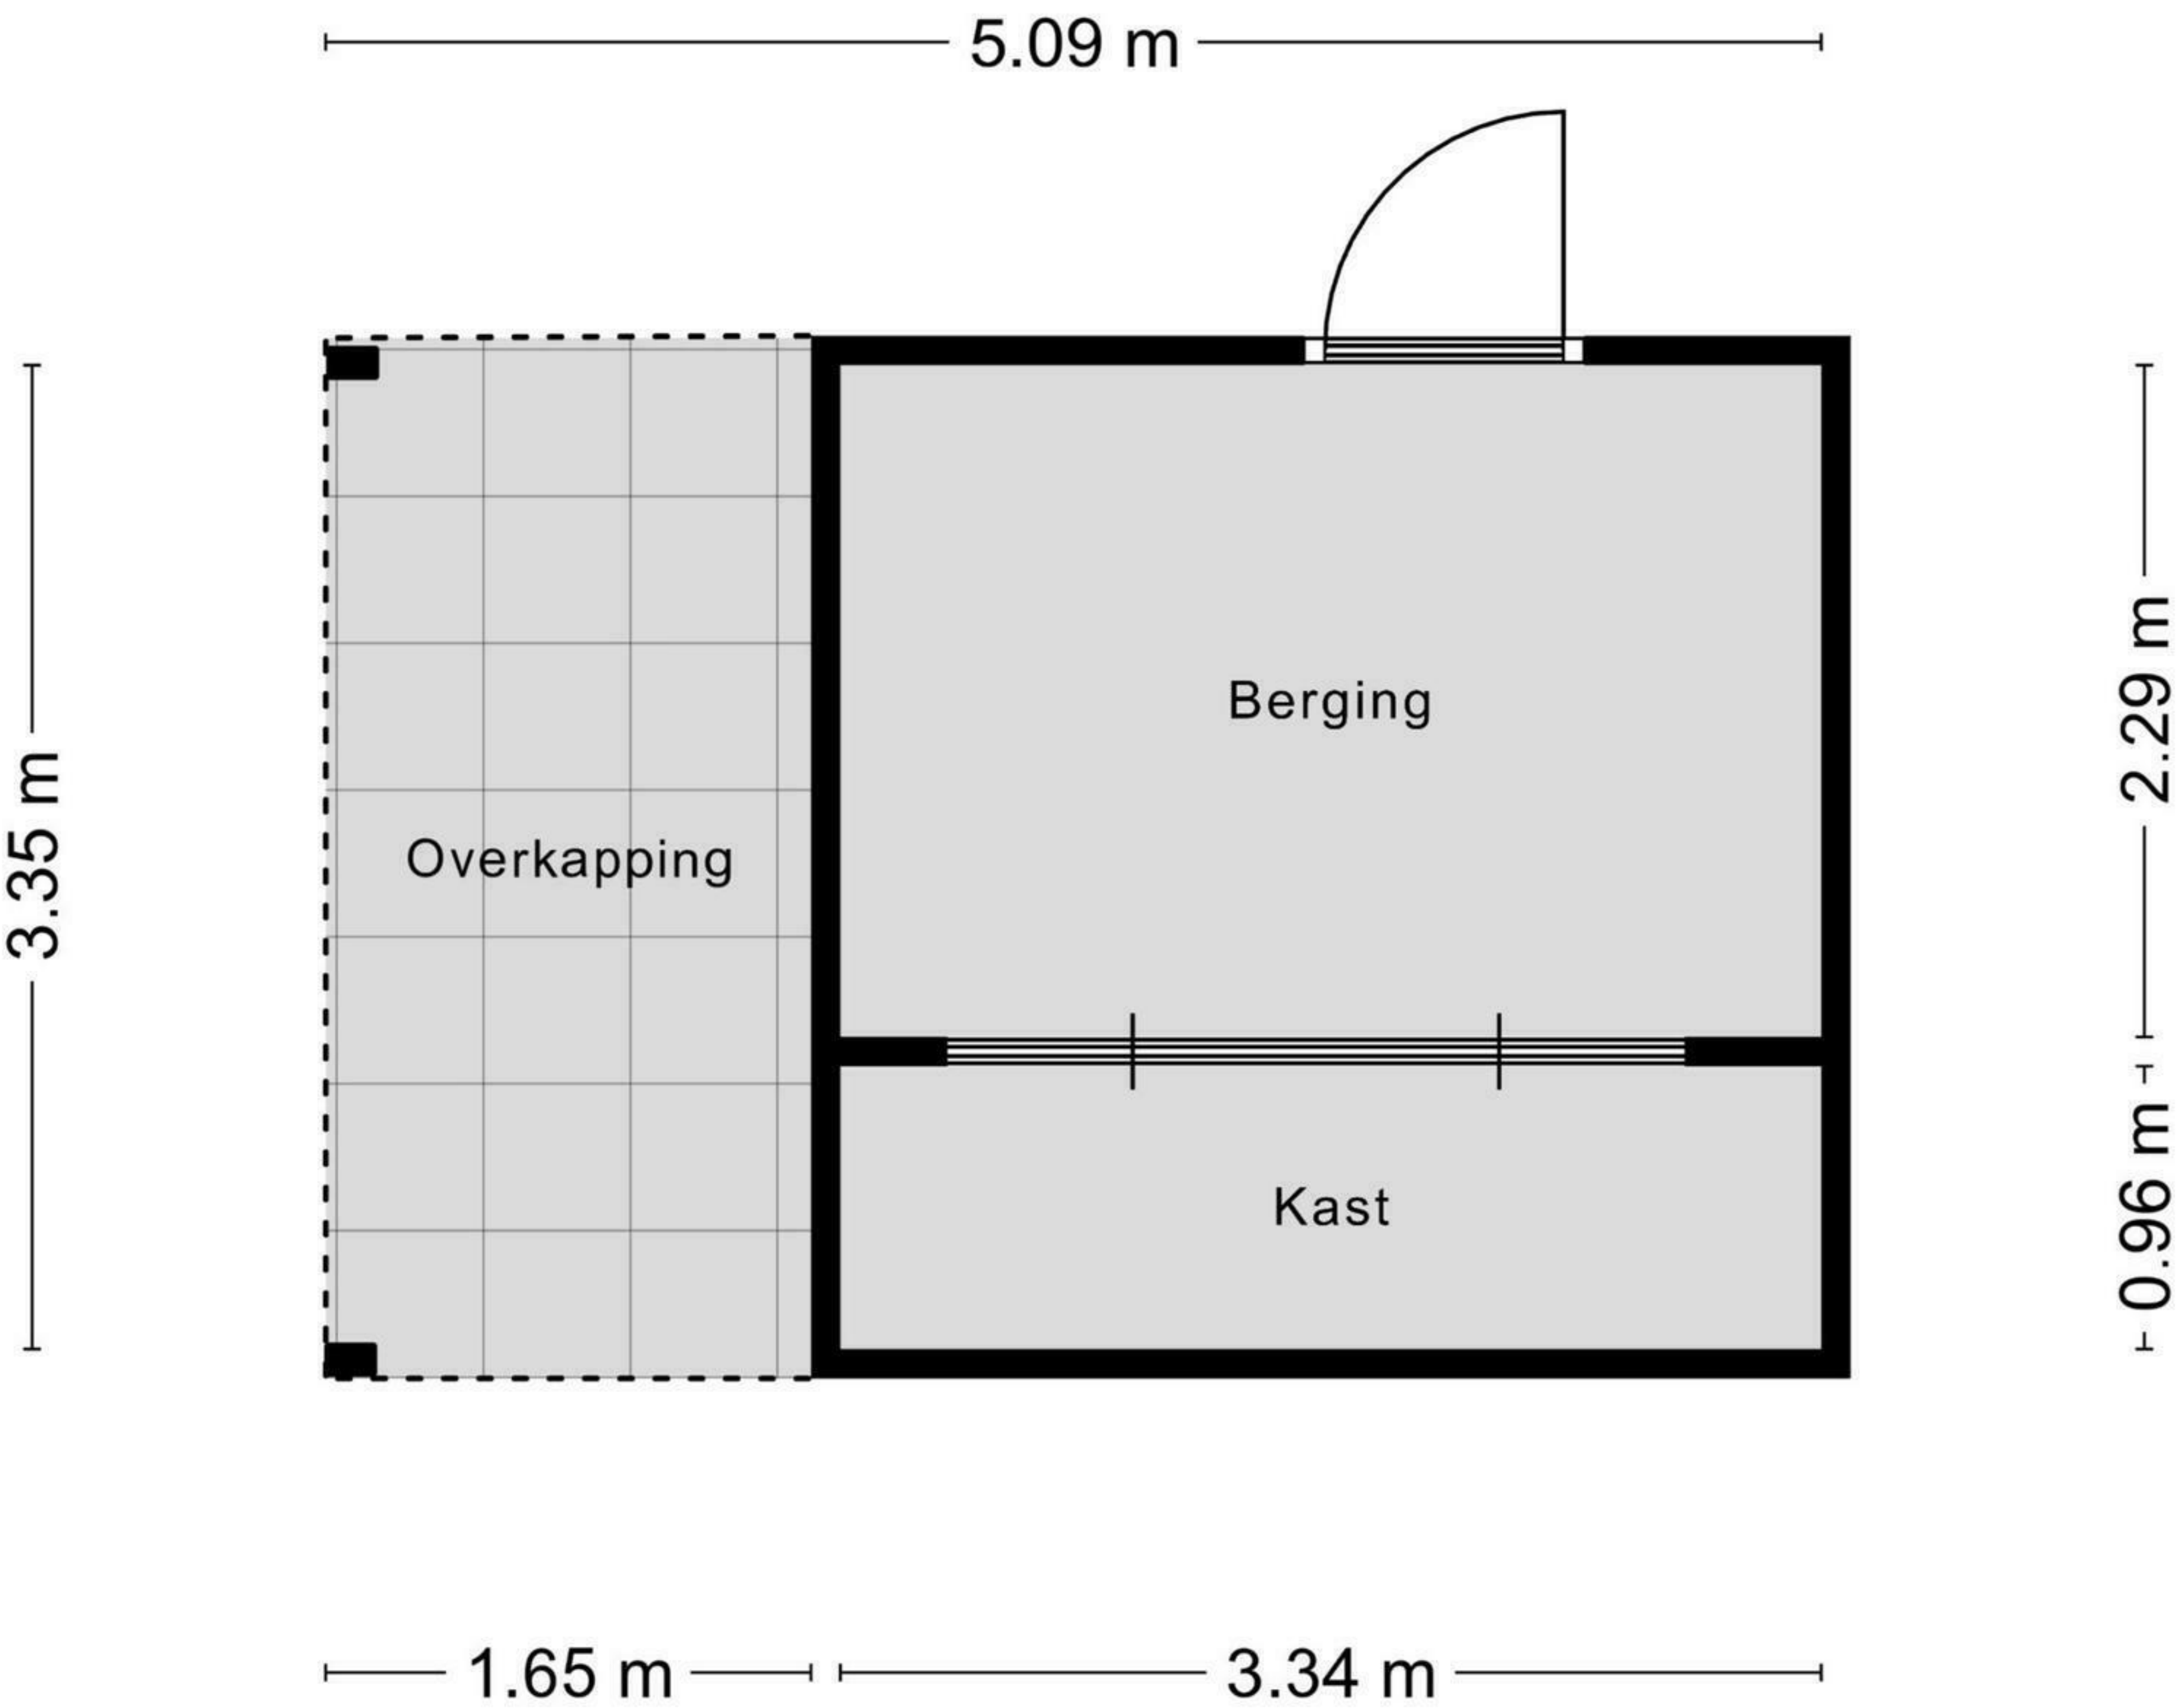 5.09 m
Berging
2.29 m
3.35 m
Overkapping
Kast
0.96 m
1.65 m
3.34 m